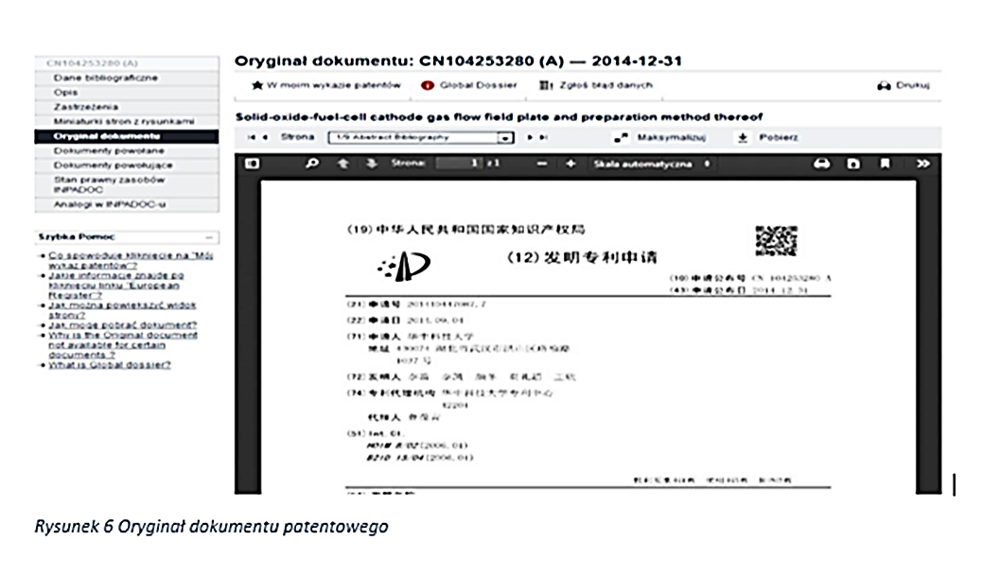 CN104253280 (A)
Dane bibliograficzne
Opis
Zastrzeżenia
Miniaturki stron z rysunkami
Oryginał dokumentu
Dokumenty powołane
Dokumenty powołujące
Stan prawny zasobów
INPADOC
Analogi w INPADOC-u
Szybka Pomoc
Co spowoduje kliknięcie na "Mój
wykaz patentów"?
Jakie informacje znajdę po
kliknięciu linku "European
Register"?
Jak można powiększyć widok
strony?
Jak mogę pobrać dokument?
Why is the Original document
not available for certain
documents ?
What is Global dossier?
Oryginał dokumentu: CN104253280 (A) — 2014-12-31
W moim wykazie patentów Global Dossier Zgłoś błąd danych Drukuj
Solid-oxide-fuel-cell cathode gas flow field plate and preparation method thereof
Strona 1/9 Abstract Bibliography Maksymalizuj Pobierz
Strona: 1 z 1 Skala automatyczna
(19)中华人民共和国国家知识产权局
(12)发明专利申请
(10)申请公布号 CN 104253280 A
(43)申请公布日 2014.12.31
(21)申请号
(22)申请日 2014.09.04
(71)申请人 华中科技大学
地址 430074 湖北省武汉市洪山区珞喻路
1037 号
(72)发明人
(74)专利代理机构 华中科技大学专利中心
42201
代理人
(51)Int. Cl.
H01M 8/02(2006.01)
(2006.01)
Rysunek 6 Oryginał dokumentu patentowego